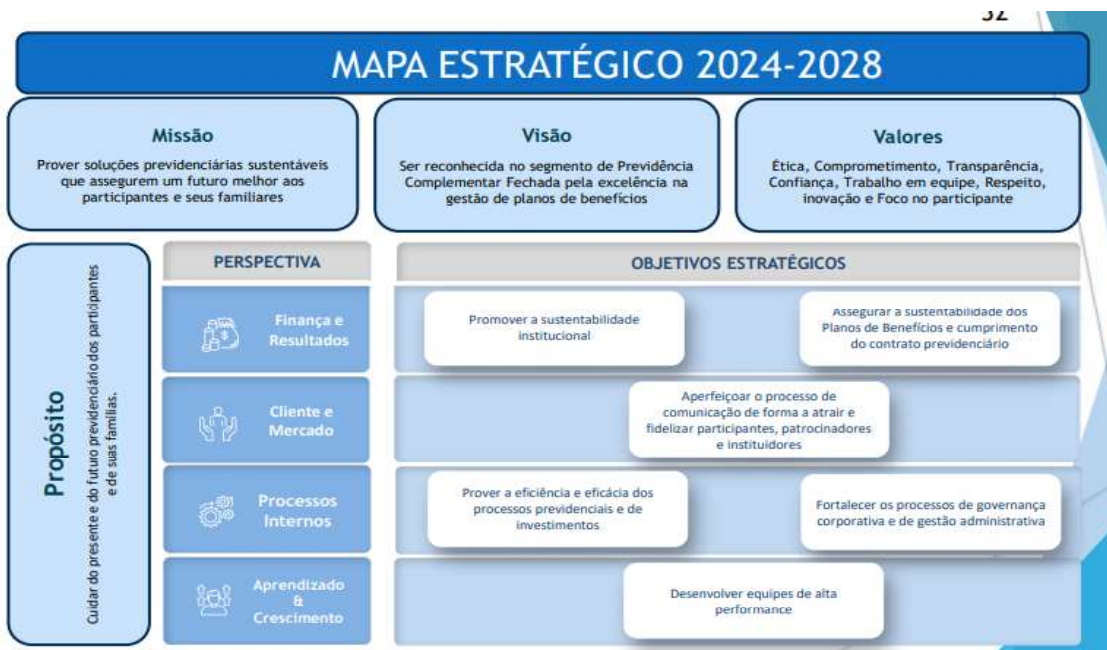 32
MAPA ESTRATÉGICO 2024-2028
Missão
Prover soluções previdenciárias sustentáveis
que assegurem um futuro melhor aos
participantes e seus familiares
Visão
Ser reconhecida no segmento de Previdência
Complementar Fechada pela excelência na
gestão de planos de benefícios
Valores
Ética, Comprometimento, Transparência,
Confiança, Trabalho em equipe, Respeito,
inovação e Foco no participante
Propósito
Cuidar do presente e do futuro previdenciário dos participantes
e de suas famílias.
PERSPECTIVA
OBJETIVOS ESTRATÉGICOS
Finança e
Resultados
Promover a sustentabilidade
institucional
Assegurar a sustentabilidade dos
Planos de Benefícios e cumprimento
do contrato previdenciário
Cliente e
Mercado
Aperfeiçoar o processo de
comunicação de forma a atrair e
fidelizar participantes, patrocinadores
e instituidores
Processos
Internos
Prover a eficiência e eficácia dos
processos previdenciais e de
investimentos
Fortalecer os processos de governança
corporativa e de gestão administrativa
Aprendizado
&
Crescimento
Desenvolver equipes de alta
performance